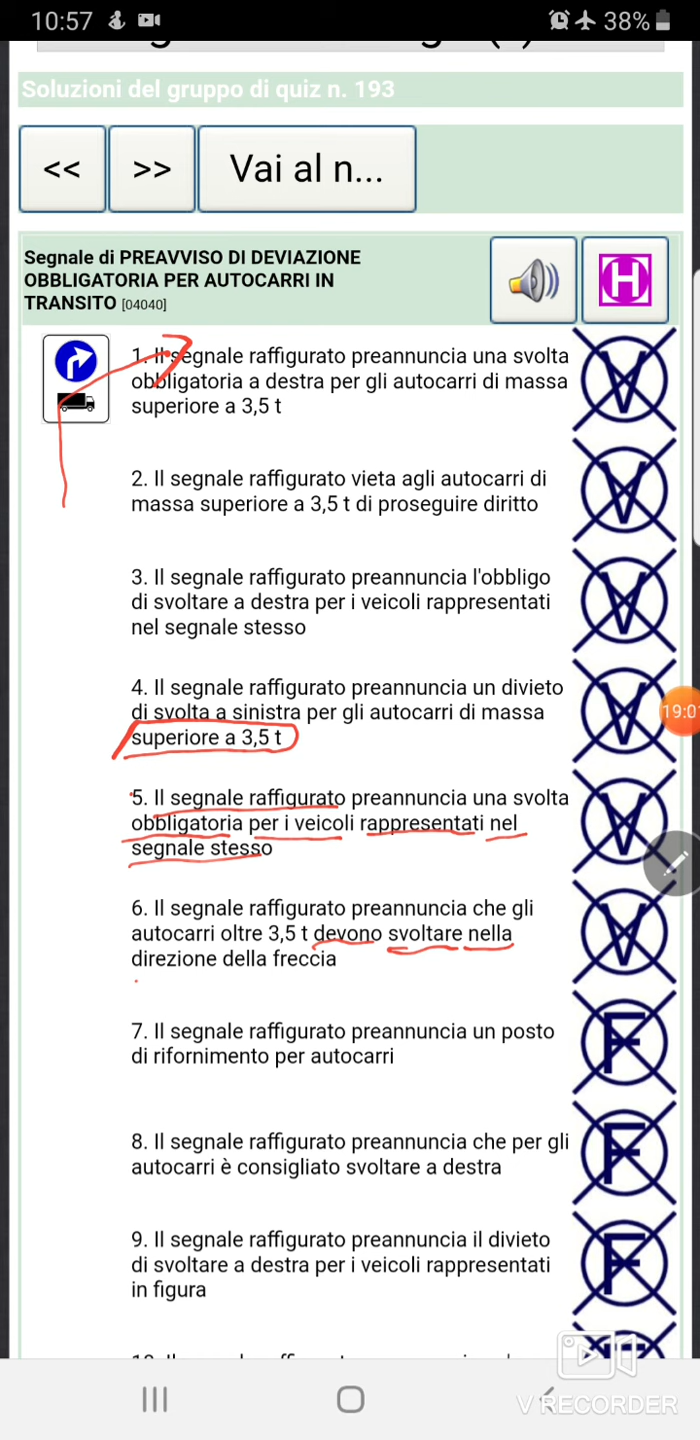 10:57
38%
Soluzioni del gruppo di quiz n. 193
<<
>>
Vai al n...
Segnale di PREAVVISO DI DEVIAZIONE
OBBLIGATORIA PER AUTOCARRI IN
TRANSITO [04040]
H
1. Il segnale raffigurato preannuncia una svolta
obbligatoria a destra per gli autocarri di massa
superiore a 3,5 t
V
2. Il segnale raffigurato vieta agli autocarri di
massa superiore a 3,5 t di proseguire diritto
V
3. Il segnale raffigurato preannuncia l'obbligo
di svoltare a destra per i veicoli rappresentati
nel segnale stesso
V
4. Il segnale raffigurato preannuncia un divieto
di svolta a sinistra per gli autocarri di massa
superiore a 3,5 t
V
19:01
5. Il segnale raffigurato preannuncia una svolta
obbligatoria per i veicoli rappresentati nel
segnale stesso
V
6. Il segnale raffigurato preannuncia che gli
autocarri oltre 3,5 t devono svoltare nella
direzione della freccia
V
7. Il segnale raffigurato preannuncia un posto
di rifornimento per autocarri
F
8. Il segnale raffigurato preannuncia che per gli
autocarri è consigliato svoltare a destra
F
9. Il segnale raffigurato preannuncia il divieto
di svoltare a destra per i veicoli rappresentati
in figura
F
V RECORDER